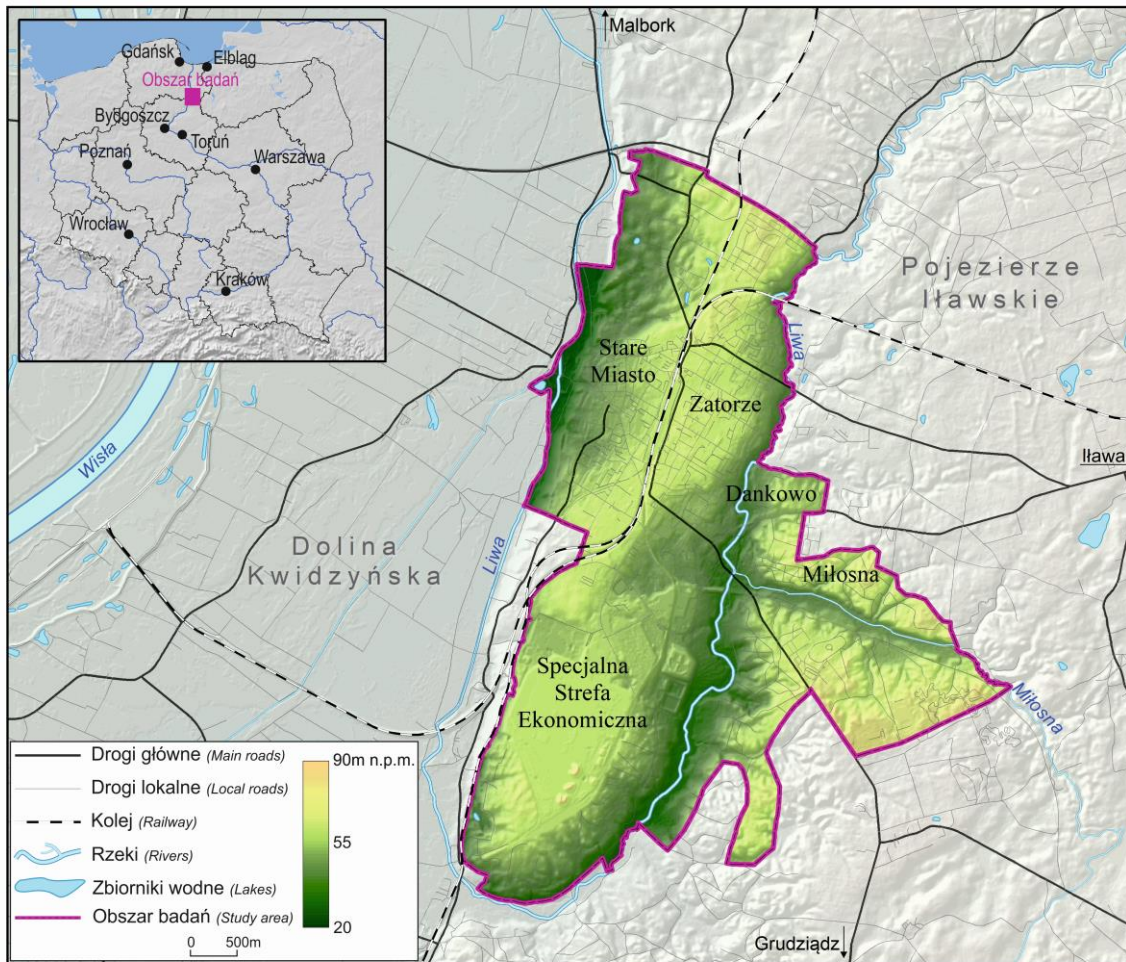 Malbork
Gdańsk
Elbląg
Obszar badań
Bydgoszcz
Toruń
Poznań
Warszawa
Wrocław
Kraków
Pojezierze
Iławskie
Stare
Miasto
Liwa
Zatorze
Wisła
Iława
Dankowo
Dolina
Kwidzyńska
Liwa
Miłosna
Specjalna
Strefa
Ekonomiczna
Miłosna
Drogi główne (Main roads)
Drogi lokalne (Local roads)
Kolej (Railway)
Rzeki (Rivers)
Zbiorniki wodne (Lakes)
Obszar badań (Study area)
0 500m
90m n.p.m.
55
20
Grudziądz